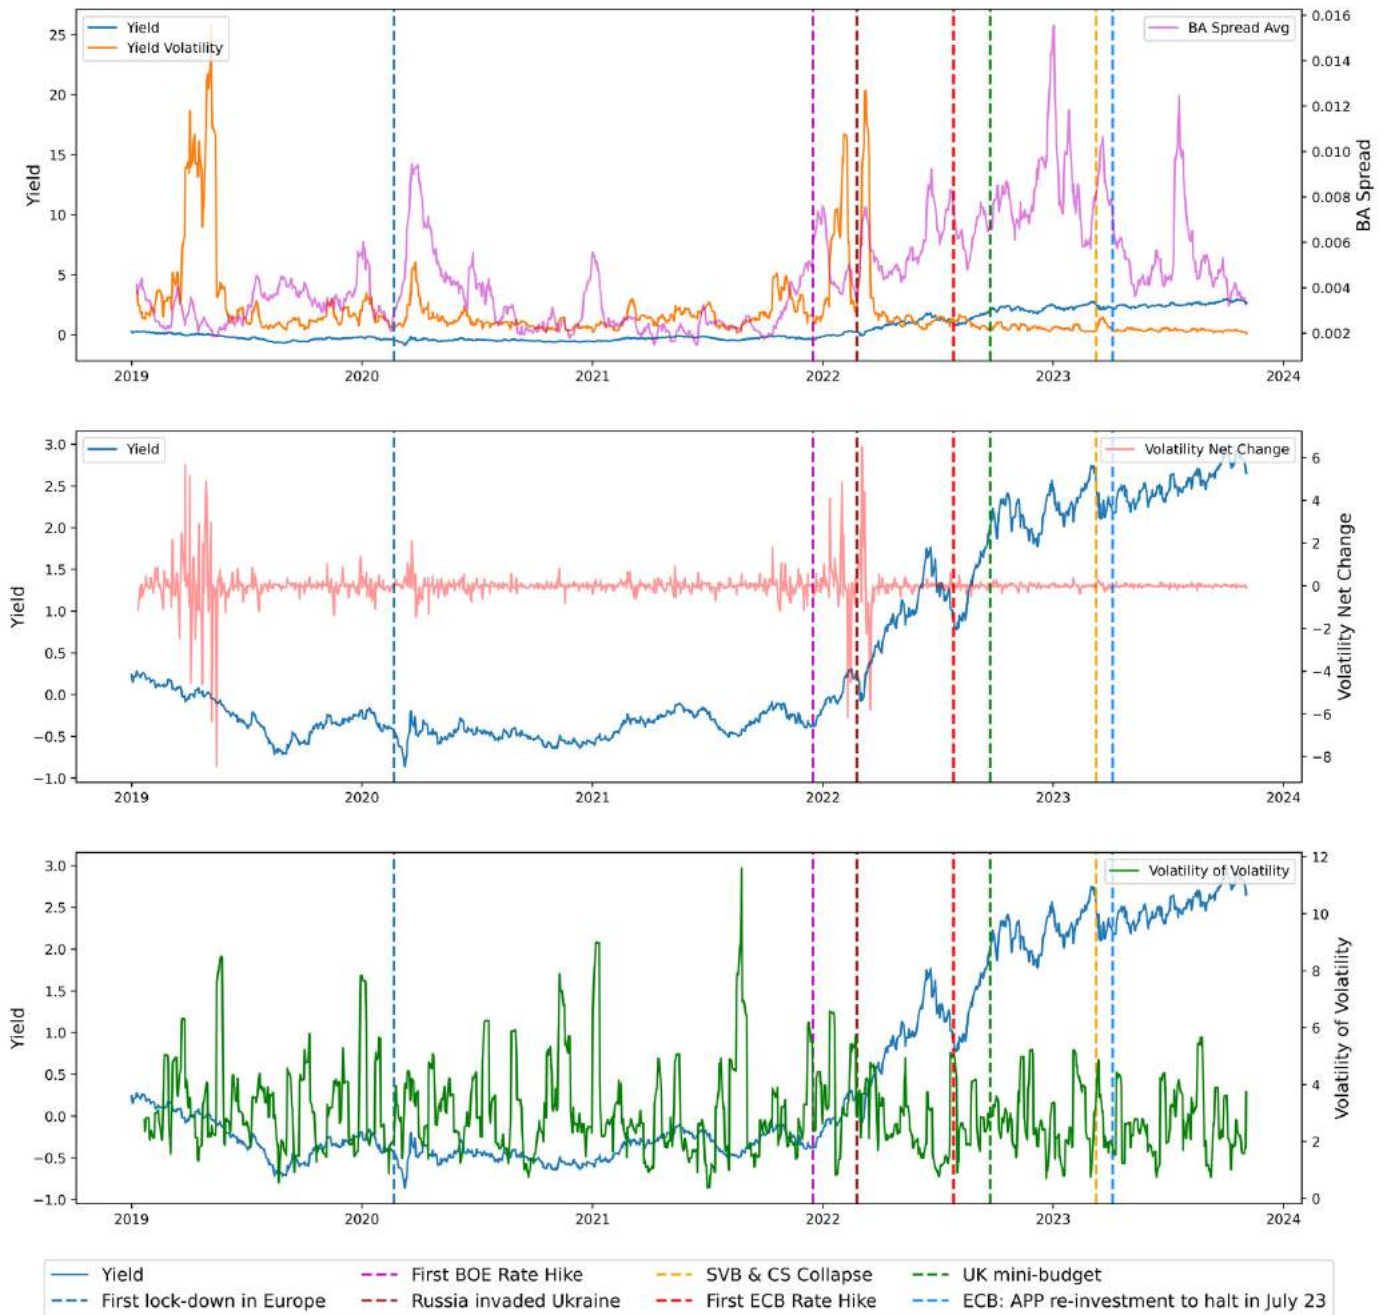 Yield
Yield Volatility
BA Spread Avg
25
20
15
10
5
0
Yield
0.016
0.014
0.012
0.010
0.008
0.006
0.004
0.002
BA Spread
2019 2020 2021 2022 2023 2024
Yield
Volatility Net Change
3.0
2.5
2.0
1.5
1.0
0.5
0.0
−0.5
−1.0
Yield
6
4
2
0
−2
−4
−6
−8
Volatility Net Change
2019 2020 2021 2022 2023 2024
Volatility of Volatility
3.0
2.5
2.0
1.5
1.0
0.5
0.0
−0.5
−1.0
Yield
12
10
8
6
4
2
0
Volatility of Volatility
2019 2020 2021 2022 2023 2024
Yield First BOE Rate Hike SVB & CS Collapse UK mini-budget
First lock-down in Europe Russia invaded Ukraine First ECB Rate Hike ECB: APP re-investment to halt in July 23